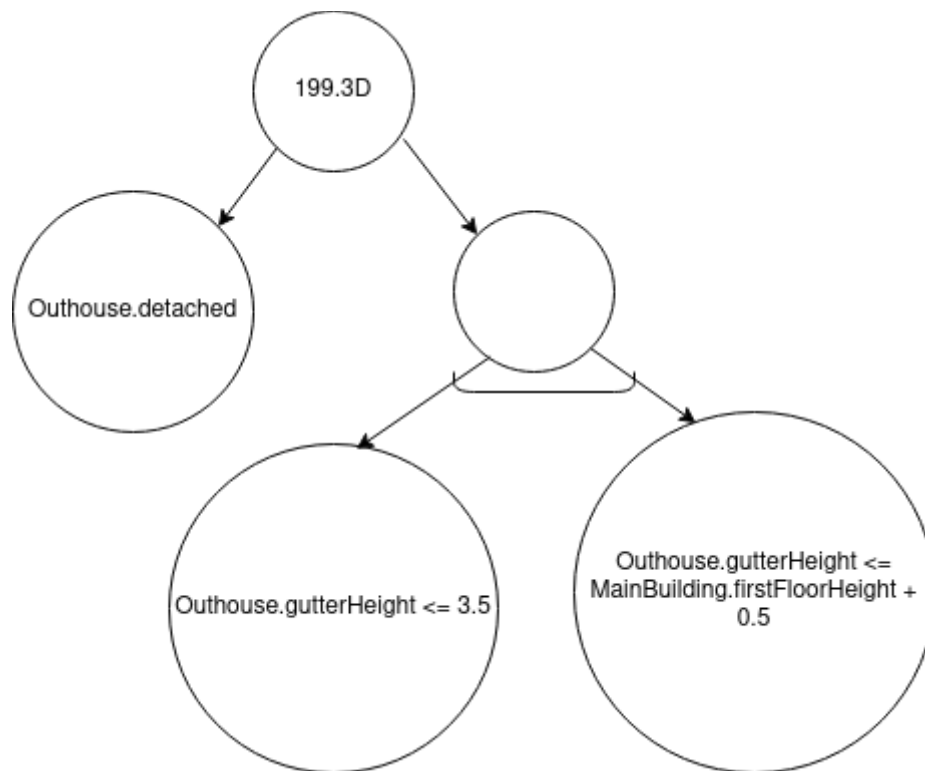 199.3D
Outhouse.detached
Outhouse.gutterHeight <= 3.5
Outhouse.gutterHeight <=
MainBuilding.firstFloorHeight +
0.5